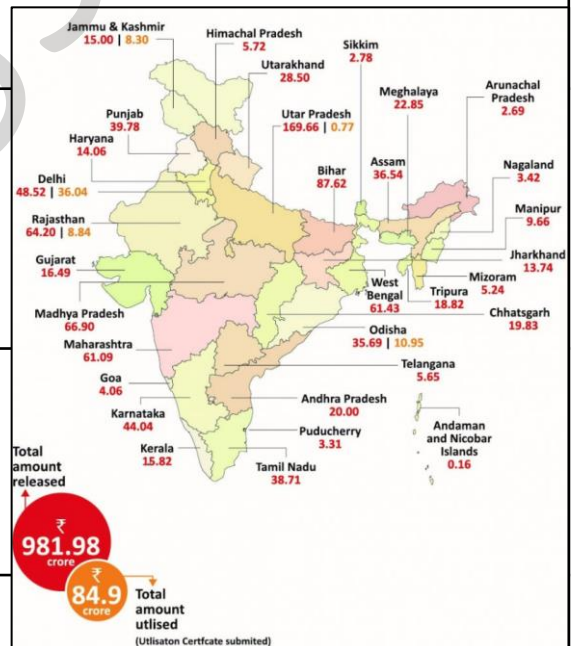 Jammu & Kashmir
15.00 | 8.30
Himachal Pradesh
5.72
Sikkim
2.78
Uttarakhand
28.50
Meghalaya
22.85
Arunachal
Pradesh
2.69
Punjab
39.78
Utar Pradesh
169.66 | 0.77
Haryana
14.06
Bihar
87.62
Assam
36.54
Nagaland
3.42
Delhi
48.52 | 36.04
Manipur
9.66
Rajasthan
64.20 | 8.84
Jharkhand
13.74
Gujarat
16.49
West
Bengal
61.43
Mizoram
5.24
Tripura
18.82
Madhya Pradesh
66.90
Chhatsgarh
19.83
Odisha
35.69 | 10.95
Maharashtra
61.09
Telangana
5.65
Goa
4.06
Andhra Pradesh
20.00
Karnataka
44.04
Puducherry
3.31
Andaman
and Nicobar
Islands
0.16
Kerala
15.82
Tamil Nadu
38.71
Total
amount
released
₹
981.98
crore
₹
84.9
crore
Total
amount
utlised
(Utlisaton Certfcate submited)